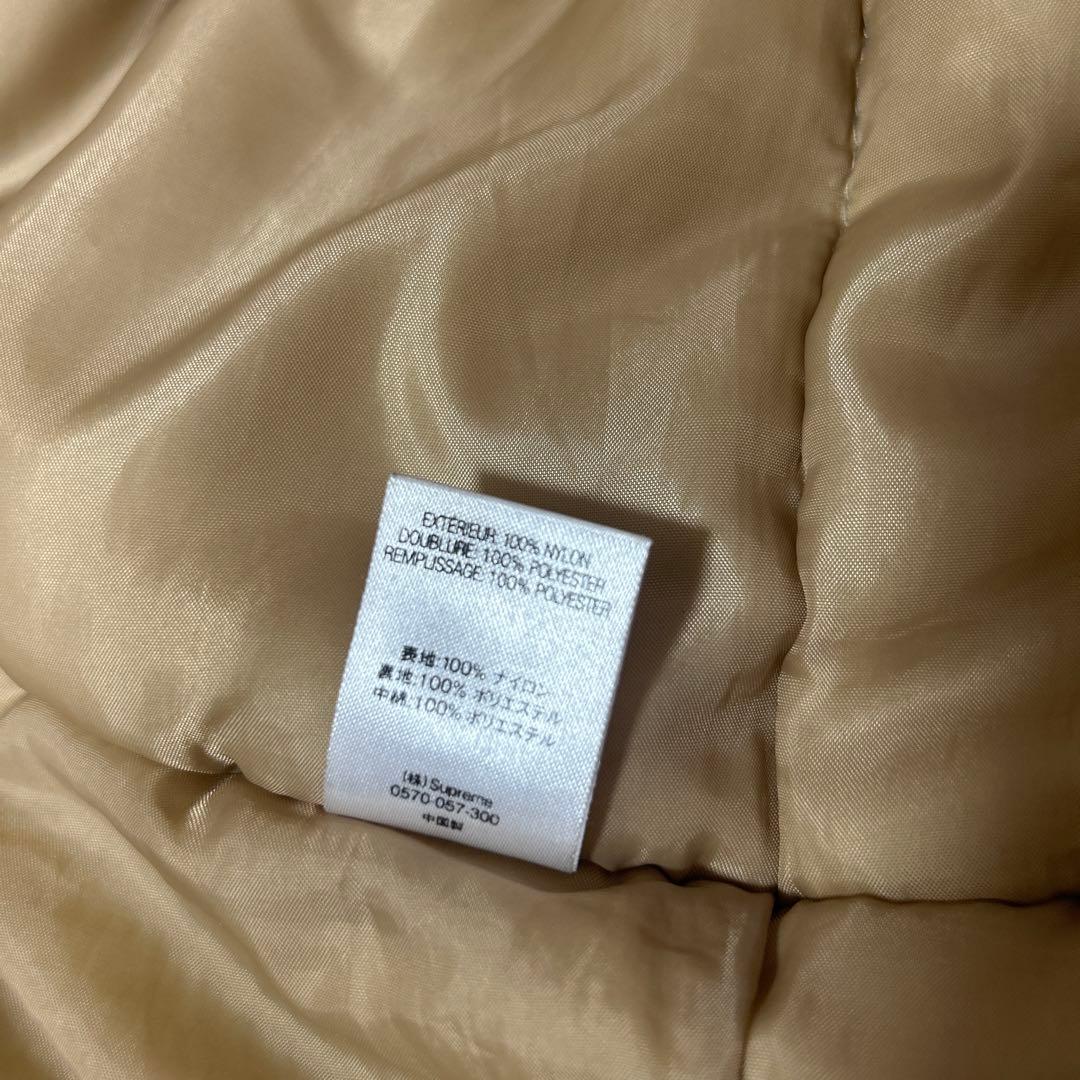 EXTÉRIEUR: 100% NYLON
DOUBLURE: 100% POLYESTER
REMPLISSAGE: 100% POLYESTER
表地:100% ナイロン
裏地:100% ポリエステル
中綿:100% ポリエステル
(株)Supreme
0570-057-300
中国製